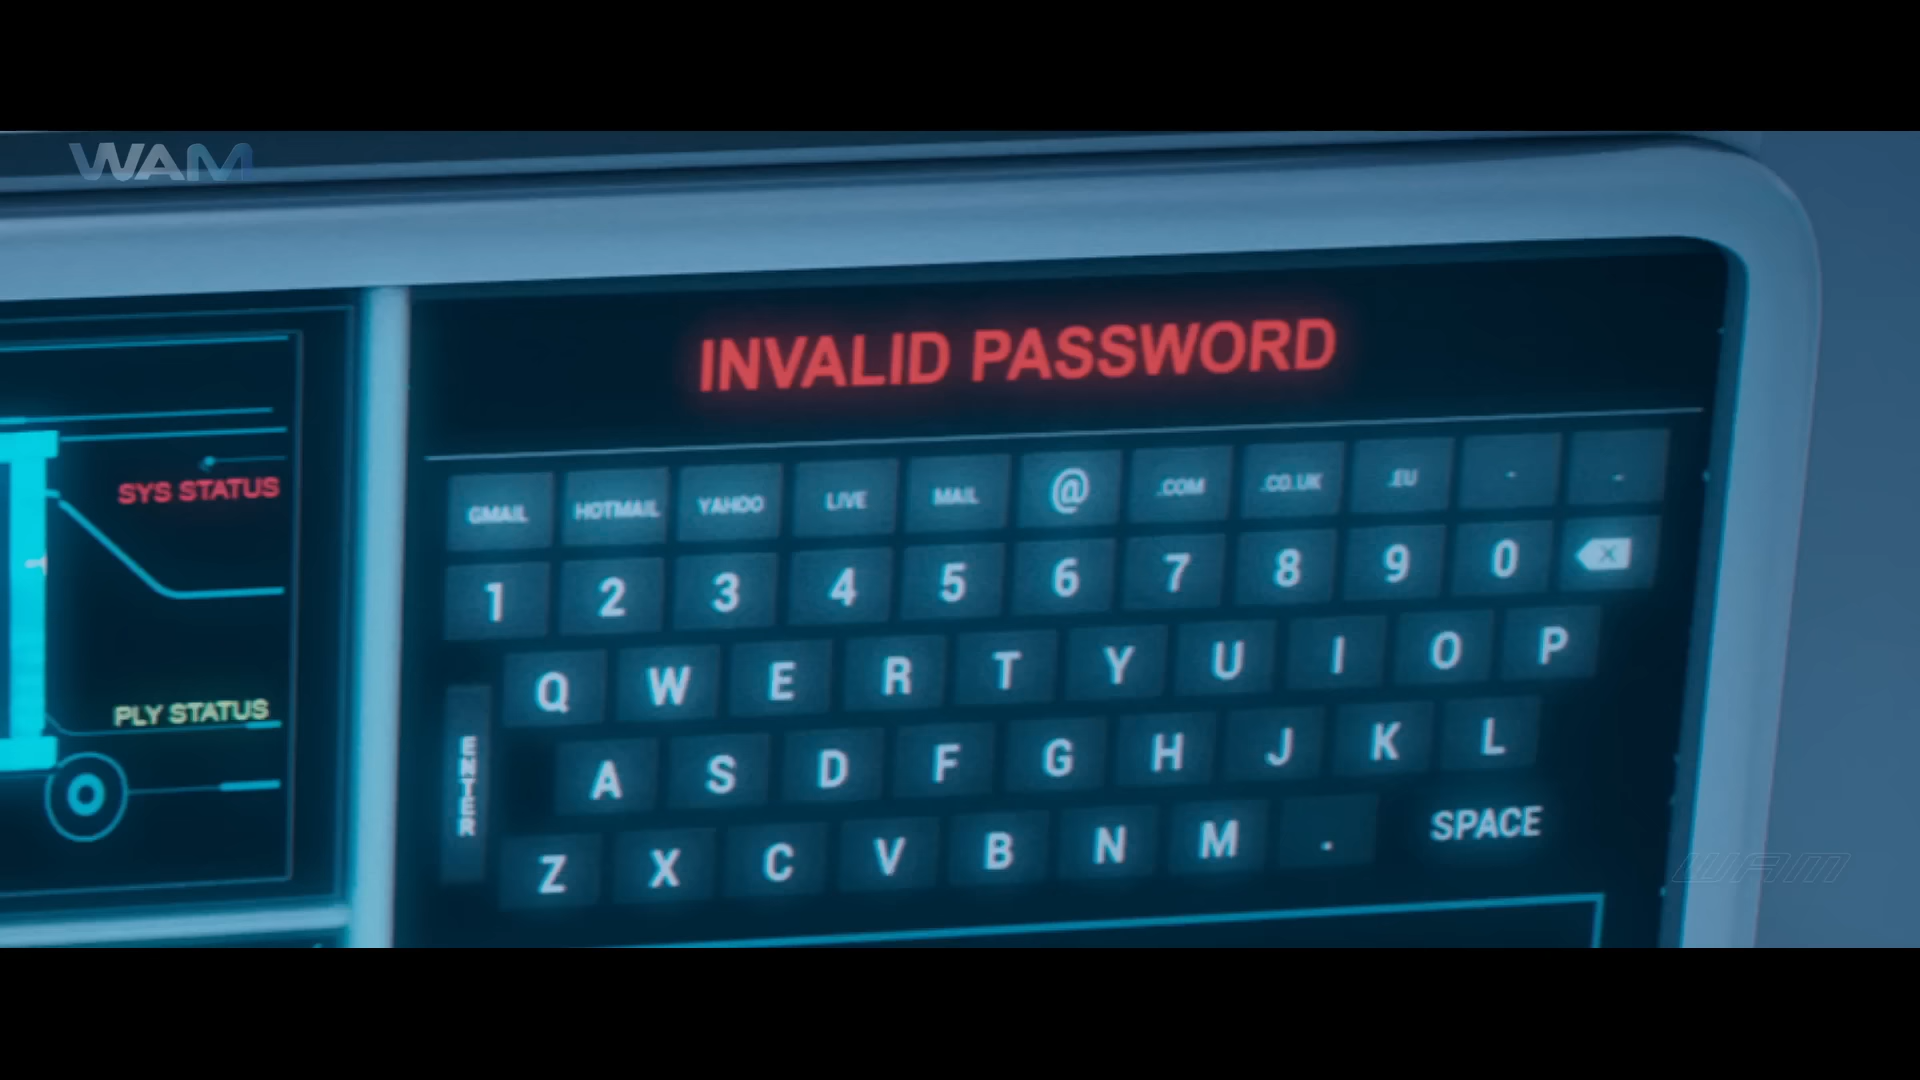 WAM
INVALID PASSWORD
SYS STATUS
GMAIL HOTMAIL YAHOO LIVE MAIL @ .COM .CO.UK .EU - _
1 2 3 4 5 6 7 8 9 0 X
Q W E R T Y U I O P
PLY STATUS
ENTER
A S D F G H J K L
Z X C V B N M . SPACE
WAM